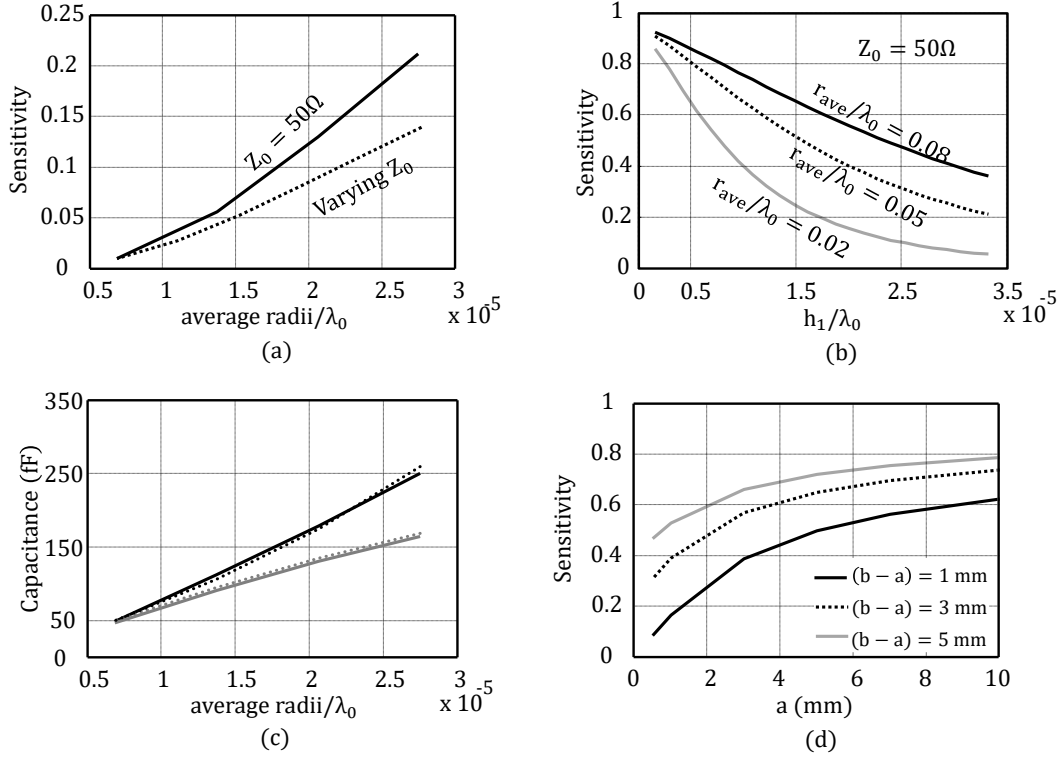 0.25
0.2
0.15
0.1
0.05
0
Sensitivity
Z₀ = 50Ω
Varying Z₀
0.5 1 1.5 2 2.5 3
x 10⁵
average radii/λ₀
(a)
1
0.8
0.6
0.4
0.2
0
Sensitivity
Z₀ = 50Ω
r_ave/λ₀ = 0.08
r_ave/λ₀ = 0.05
r_ave/λ₀ = 0.02
0 0.5 1.5 2.5 3.5
x 10⁻⁵
h₁/λ₀
(b)
350
250
150
50
0
Capacitance (fF)
0.5 1 1.5 2 2.5 3
x 10⁻⁵
average radii/λ₀
(c)
1
0.8
0.6
0.4
0.2
0
Sensitivity
(b − a) = 1 mm
(b − a) = 3 mm
(b − a) = 5 mm
0 2 4 6 8 10
a (mm)
(d)